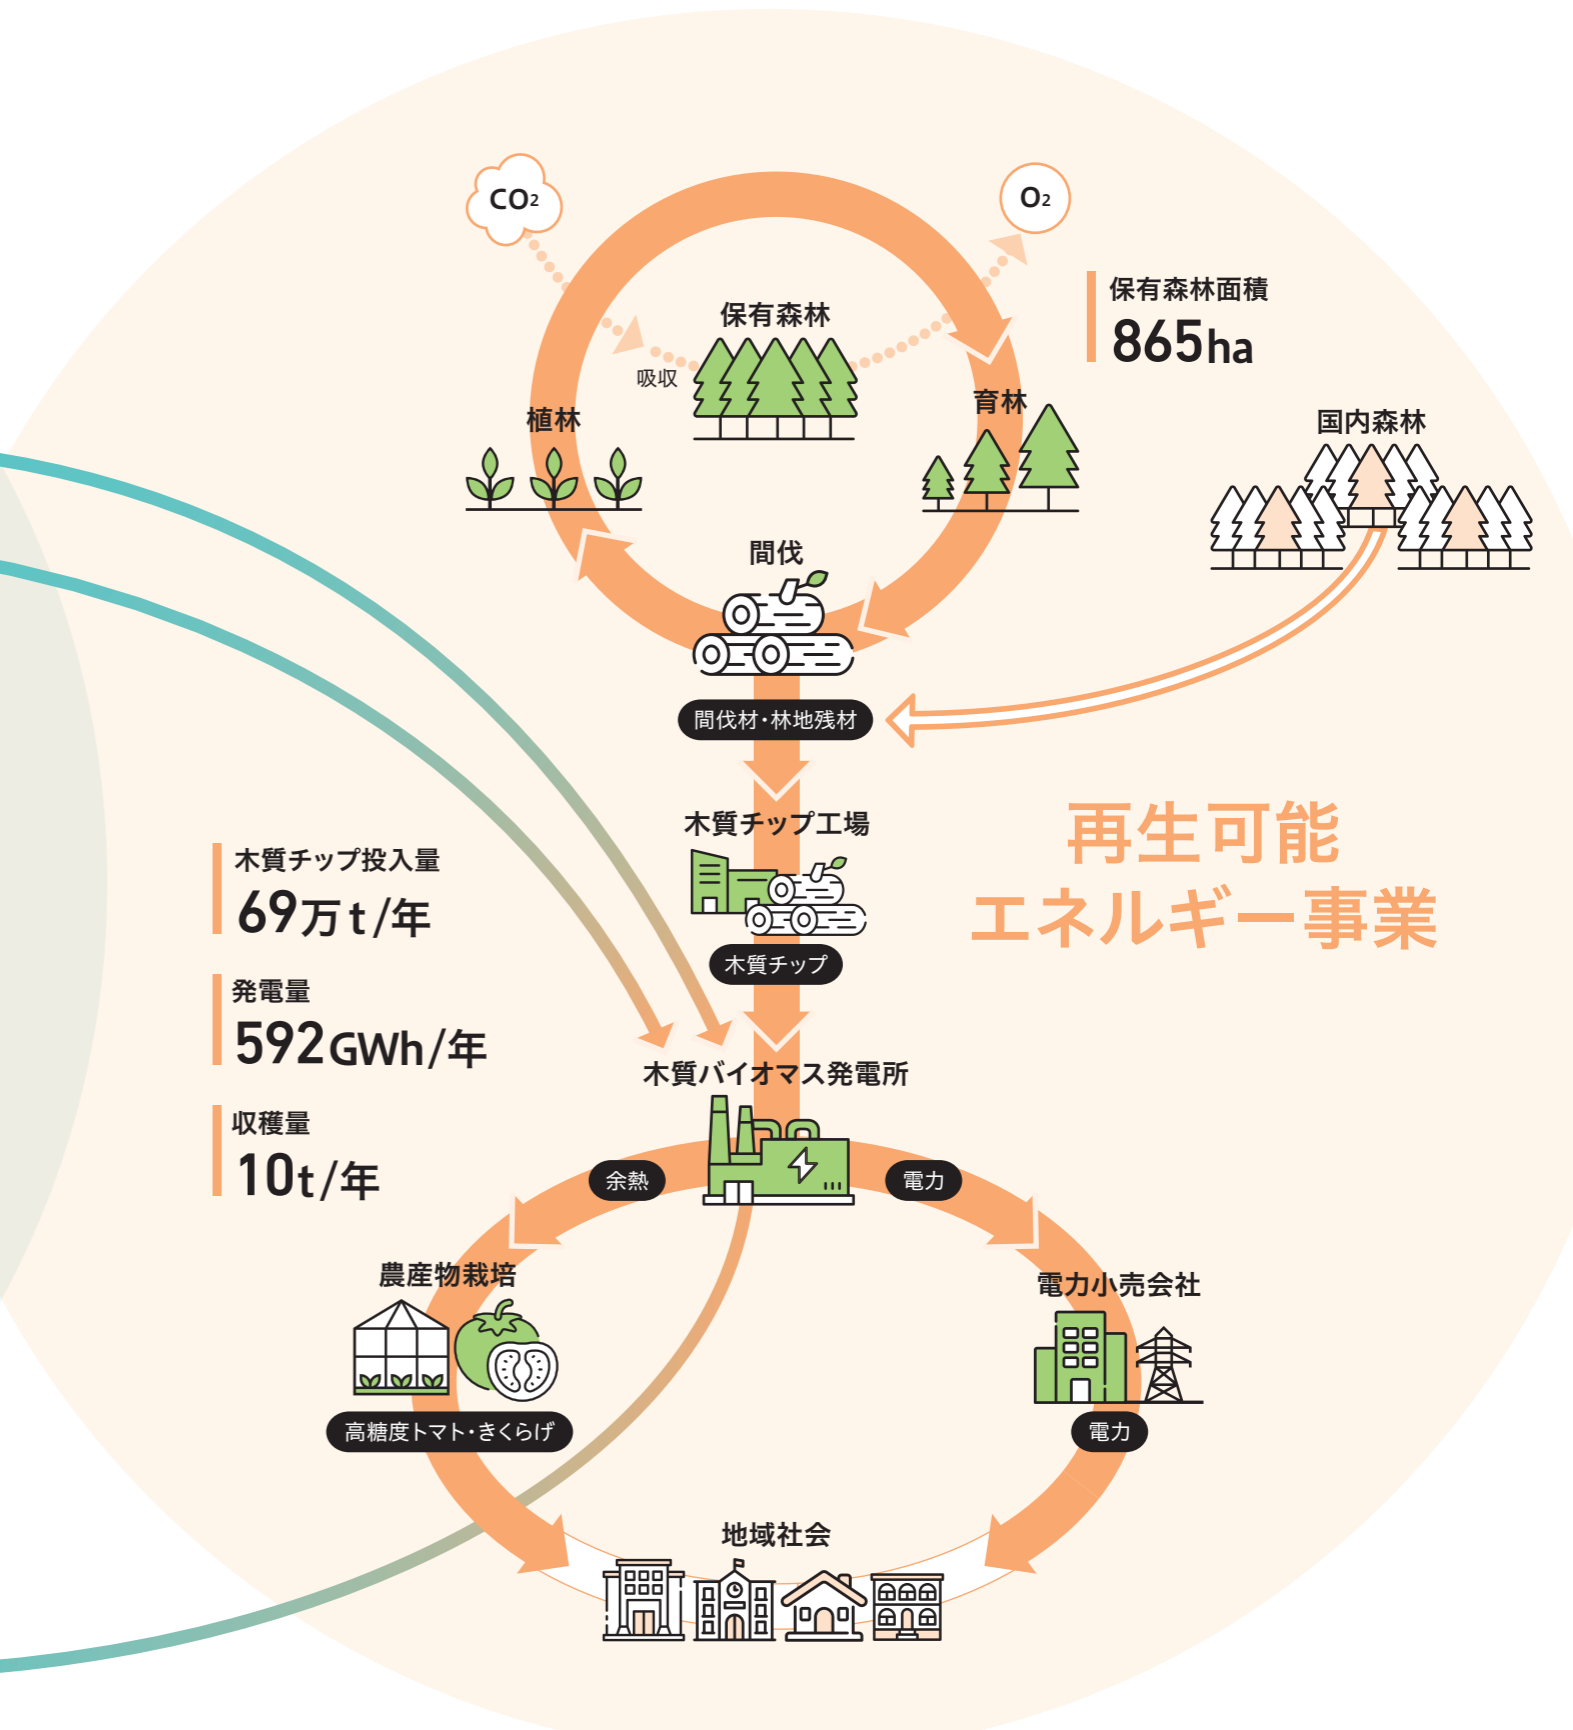 CO2
O2
保有森林面積
865ha
保有森林
吸収
植林
育林
国内森林
間伐
間伐材・林地残材
再生可能
エネルギー事業
木質チップ工場
木質チップ
木質チップ投入量
69万t/年
発電量
592GWh/年
収穫量
10t/年
木質バイオマス発電所
余熱
電力
農産物栽培
高糖度トマト・きくらげ
電力小売会社
電力
地域社会